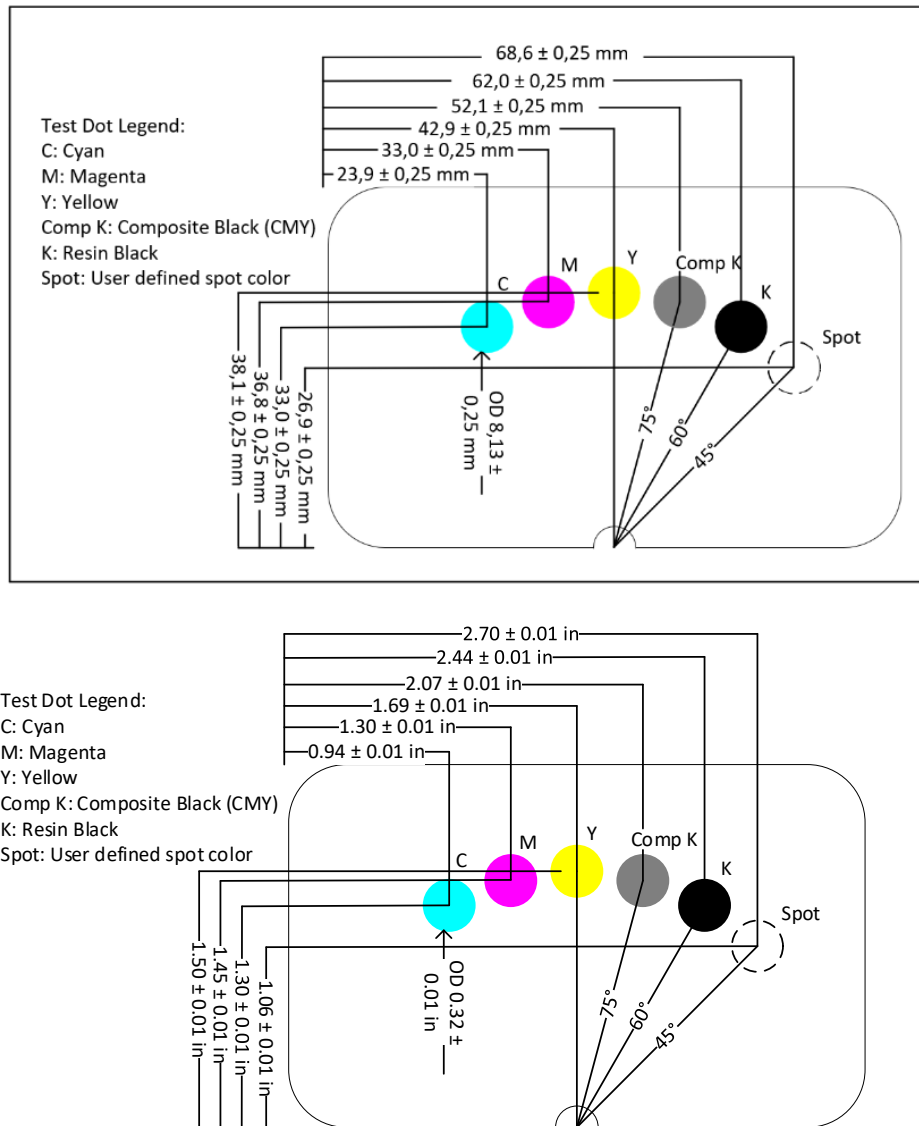 68,6 ± 0,25 mm
62,0 ± 0,25 mm
52,1 ± 0,25 mm
42,9 ± 0,25 mm
33,0 ± 0,25 mm
23,9 ± 0,25 mm
Test Dot Legend:
C: Cyan
M: Magenta
Y: Yellow
Comp K: Composite Black (CMY)
K: Resin Black
Spot: User defined spot color
C
M
Y
Comp K
K
Spot
38,1 ± 0,25 mm
36,8 ± 0,25 mm
33,0 ± 0,25 mm
26,9 ± 0,25 mm
OD 8,13 ±
0,25 mm
75°
60°
45°
2.70 ± 0.01 in
2.44 ± 0.01 in
2.07 ± 0.01 in
1.69 ± 0.01 in
1.30 ± 0.01 in
0.94 ± 0.01 in
Test Dot Legend:
C: Cyan
M: Magenta
Y: Yellow
Comp K: Composite Black (CMY)
K: Resin Black
Spot: User defined spot color
C
M
Y
Comp K
K
Spot
1.50 ± 0.01 in
1.45 ± 0.01 in
1.30 ± 0.01 in
1.06 ± 0.01 in
OD 0.32 ±
0.01 in
75°
60°
45°